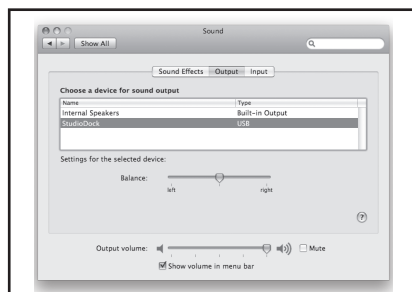 Sound
Show All
Sound Effects Output Input
Choose a device for sound output
Name Type
Internal Speakers Built-in Output
StudioDock USB
Settings for the selected device:
Balance:
left right
?
Output volume: Mute
Show volume in menu bar